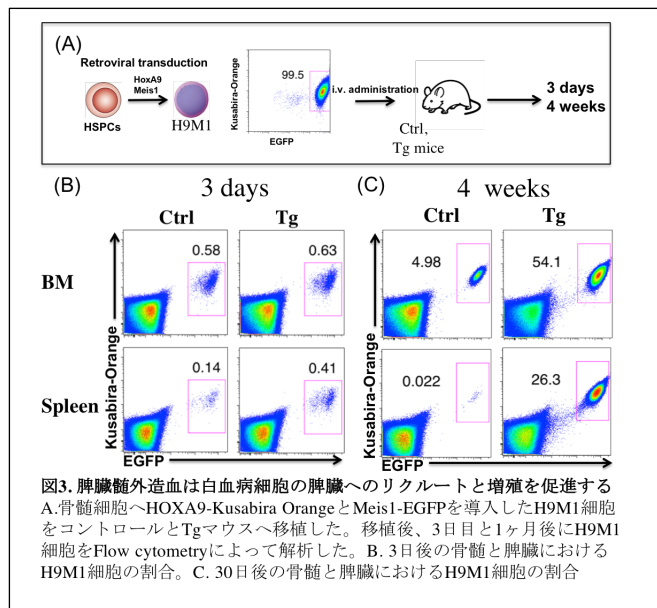 (A)
Retroviral transduction
HoxA9
Meis1
HSPCs
H9M1
Kusabira-Orange
99.5
EGFP
i.v. administration
Ctrl,
Tg mice
3 days
4 weeks
(B)
3 days
Ctrl
Tg
(C)
4 weeks
Ctrl
Tg
BM
0.58
0.63
4.98
54.1
Spleen
0.14
0.41
0.022
26.3
Kusabira-Orange
EGFP
Kusabira-Orange
EGFP
図3. 脾臓髄外造血は白血病細胞の脾臓へのリクルートと増殖を促進する
A.骨髄細胞へHOXA9-Kusabira OrangeとMeis1-EGFPを導入したH9M1細胞
をコントロールとTgマウスへ移植した。移植後、3日目と1ヶ月後にH9M1
細胞をFlow cytometryによって解析した。B. 3日後の骨髄と脾臓における
H9M1細胞の割合。C. 30日後の骨髄と脾臓におけるH9M1細胞の割合